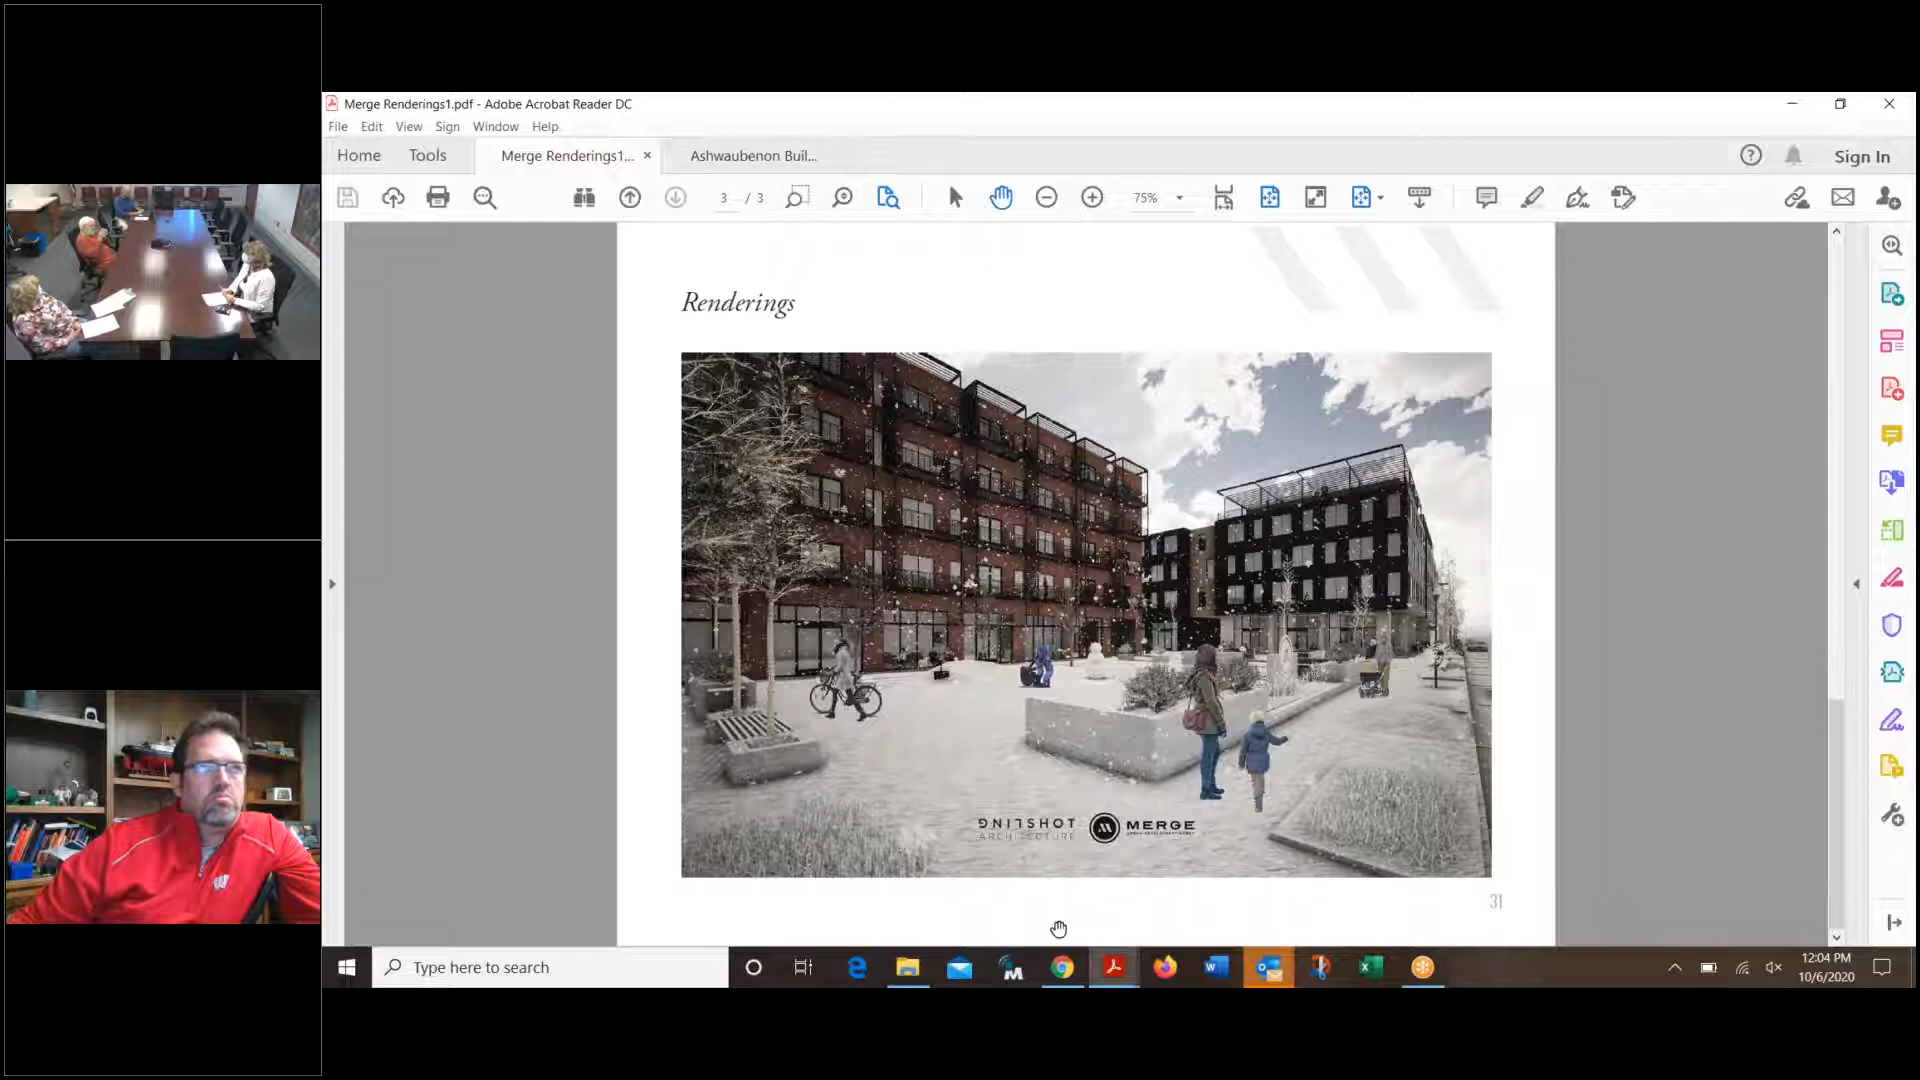 Merge Renderings1.pdf - Adobe Acrobat Reader DC
File Edit View Sign Window Help
Home Tools Merge Renderings1... × Ashwaubenon Buil... Sign In
3 / 3 75%
Renderings
ARCHITECTURE
MERGE
31
Type here to search
12:04 PM
10/6/2020